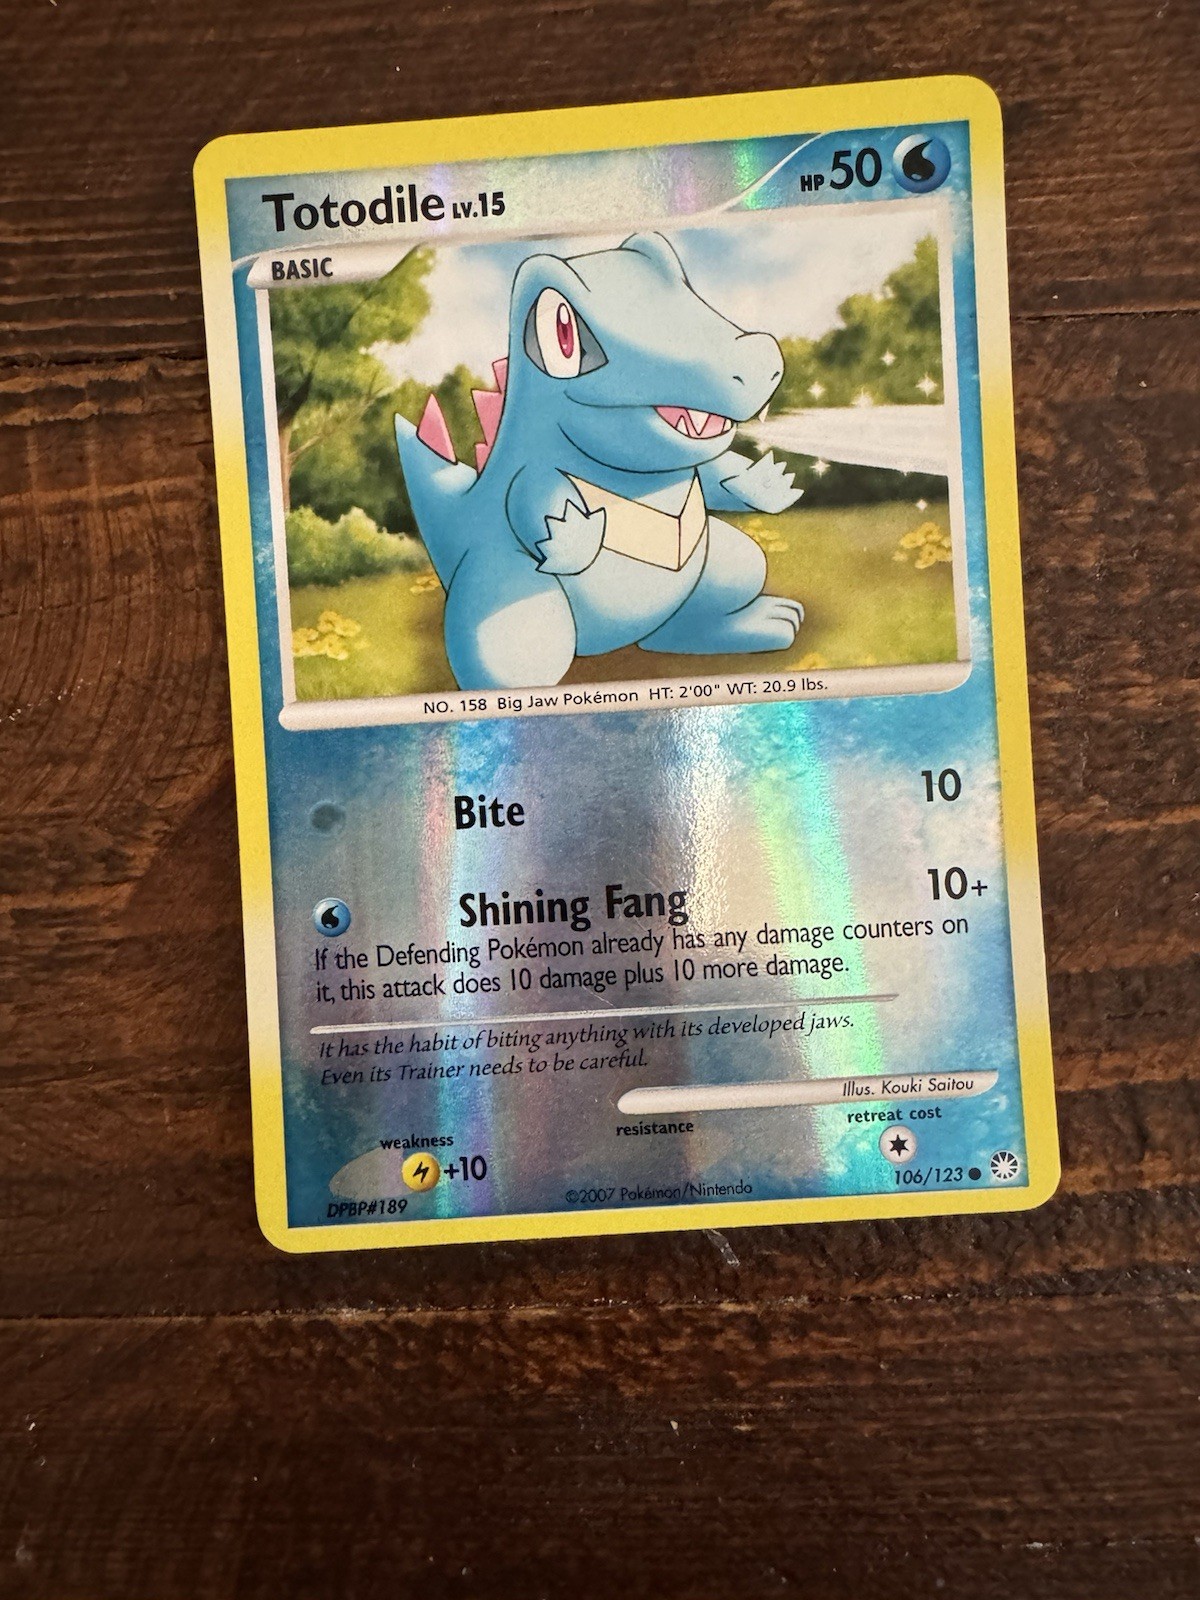 Totodile LV.15
HP 50
BASIC
NO. 158 Big Jaw Pokémon HT: 2'00" WT: 20.9 lbs.
Bite 10
Shining Fang 10+
If the Defending Pokémon already has any damage counters on
it, this attack does 10 damage plus 10 more damage.
It has the habit of biting anything with its developed jaws.
Even its Trainer needs to be careful.
Illus. Kouki Saitou
weakness
+10
resistance
retreat cost
DPBP#189
©2007 Pokémon/Nintendo
106/123